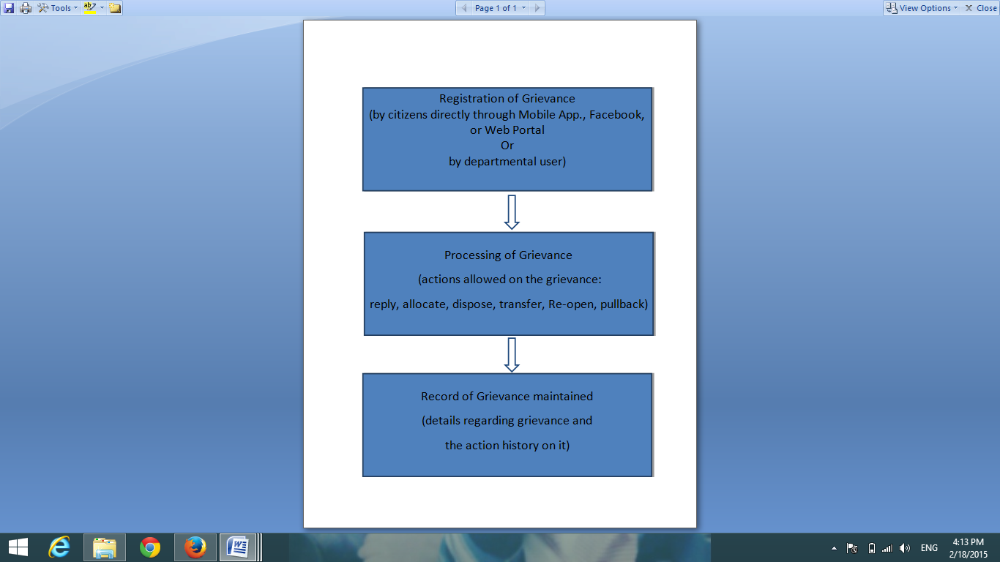 Tools
Page 1 of 1
View Options
Close
Registration of Grievance
(by citizens directly through Mobile App., Facebook,
or Web Portal
Or
by departmental user)
Processing of Grievance
(actions allowed on the grievance:
reply, allocate, dispose, transfer, Re-open, pullback)
Record of Grievance maintained
(details regarding grievance and
the action history on it)
ENG
4:13 PM
2/18/2015